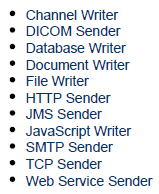 • Channel Writer
• DICOM Sender
• Database Writer
• Document Writer
• File Writer
• HTTP Sender
• JMS Sender
• JavaScript Writer
• SMTP Sender
• TCP Sender
• Web Service Sender